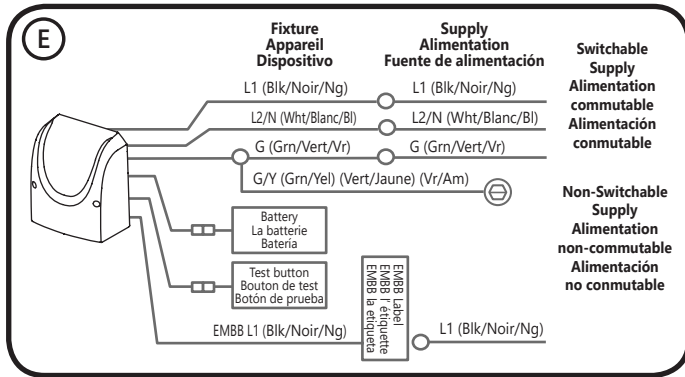 E
Fixture
Appareil
Dispositivo
Supply
Alimentation
Fuente de alimentación
Switchable
Supply
Alimentation
commutable
Alimentación
conmutable
L1 (Blk/Noir/Ng)
L1 (Blk/Noir/Ng)
L2/N (Wht/Blanc/Bl)
L2/N (Wht/Blanc/Bl)
G (Grn/Vert/Vr)
G (Grn/Vert/Vr)
G/Y (Grn/Yel) (Vert/Jaune) (Vr/Am)
Non-Switchable
Supply
Alimentation
non-commutable
Alimentación
no conmutable
Battery
La batterie
Batería
Test button
Bouton de test
Botón de prueba
EMBB Label
EMBB l' étiquette
EMBB la etiqueta
EMBB L1 (Blk/Noir/Ng)
L1 (Blk/Noir/Ng)